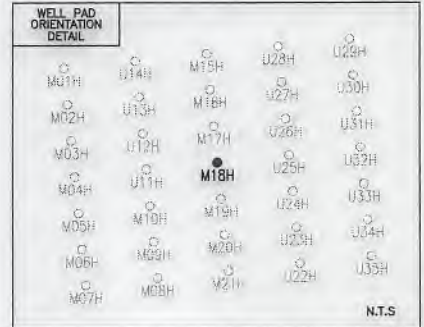 WELL PAD
ORIENTATION
DETAIL
M01H
M02H
M03H
M04H
M05H
M06H
M07H
U14H
U13H
U12H
U11H
M10H
M09H
M08H
M15H
M16H
M17H
M18H
M19H
M20H
M21H
U28H
U27H
U26H
U25H
U24H
U23H
U22H
U29H
U30H
U31H
U32H
U33H
U34H
U35H
N.T.S